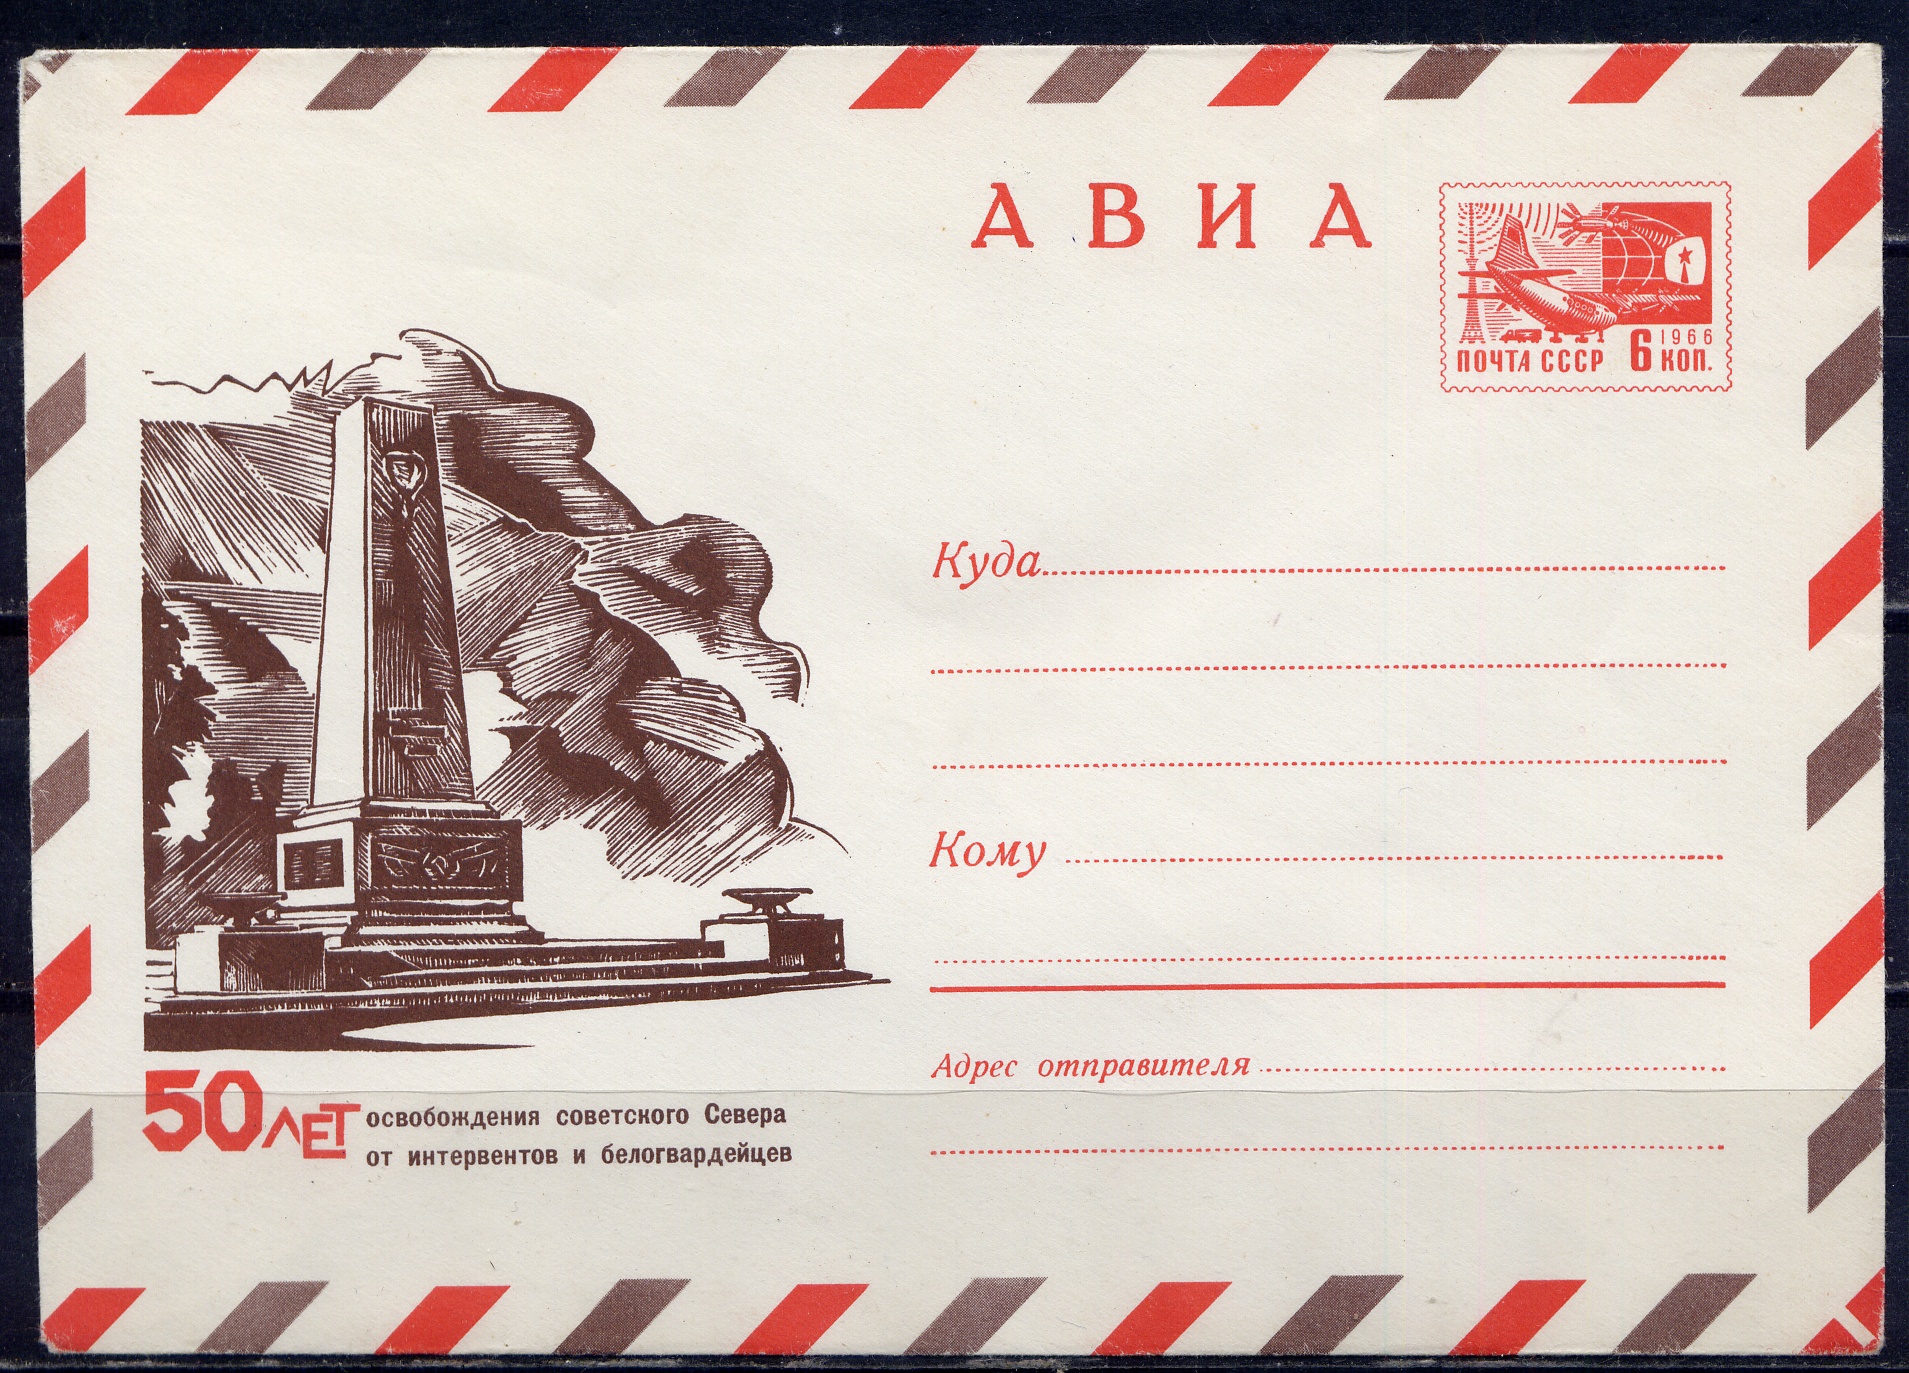 АВИА
1966
ПОЧТА СССР 6 КОП.
Куда
Кому
Адрес отправителя
50 ЛЕТ освобождения советского Севера
от интервентов и белогвардейцев